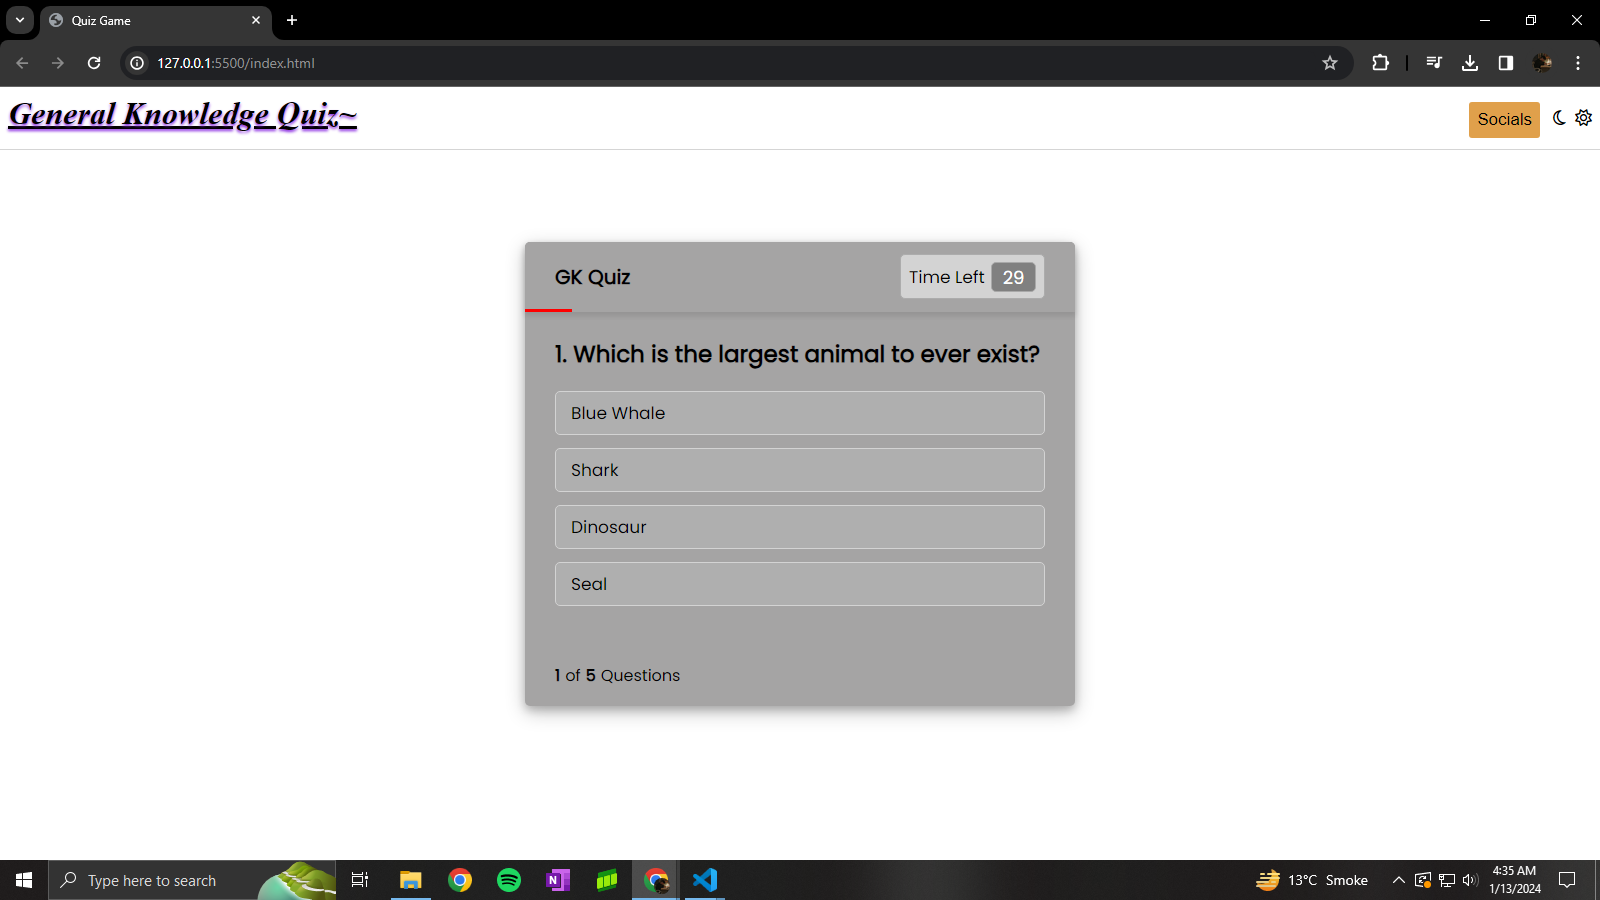 Quiz Game
127.0.0.1:5500/index.html
General Knowledge Quiz~
Socials
GK Quiz
Time Left 29
1. Which is the largest animal to ever exist?
Blue Whale
Shark
Dinosaur
Seal
1 of 5 Questions
Type here to search
N
13°C Smoke
4:35 AM
1/13/2024